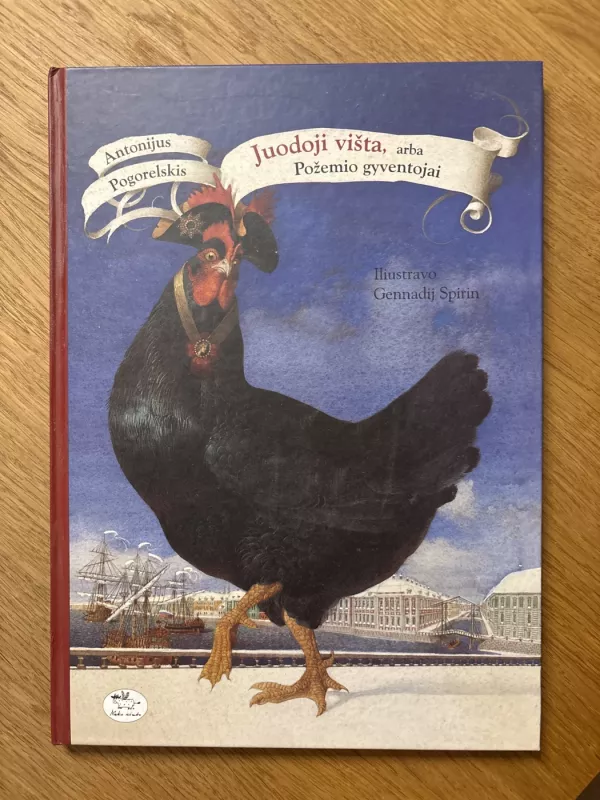 Antonijus
Pogorelskis
Juodoji višta, arba
Požemio gyventojai
Iliustravo
Gennadij Spirin